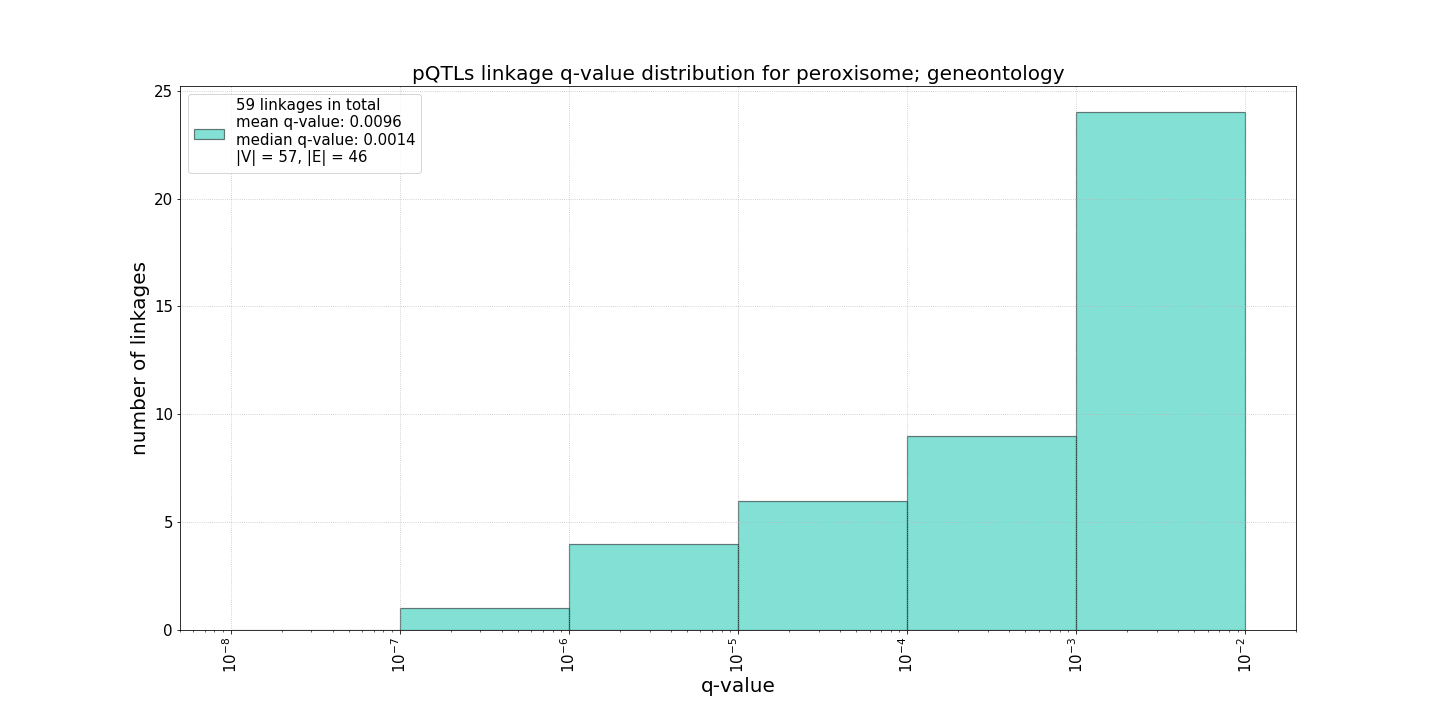 pQTLs linkage q-value distribution for peroxisome; geneontology
59 linkages in total
mean q-value: 0.0096
median q-value: 0.0014
|V| = 57, |E| = 46
number of linkages
25
20
15
10
5
0
10⁻⁸ 10⁻⁷ 10⁻⁶ 10⁻⁵ 10⁻⁴ 10⁻³ 10⁻²
q-value